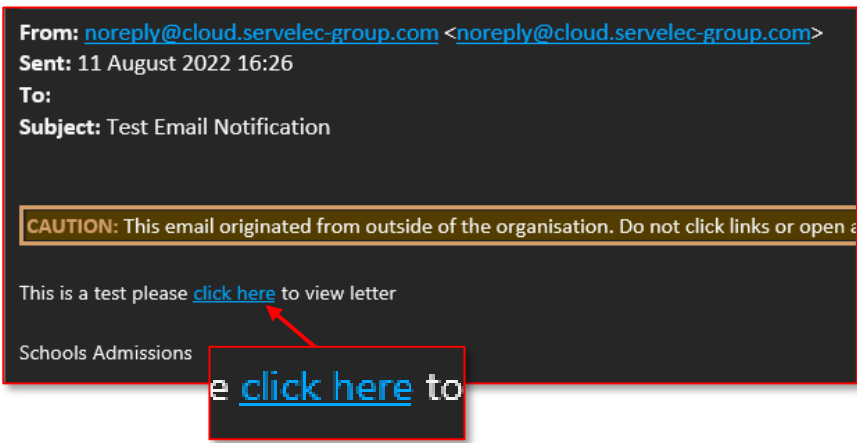 From: noreply@cloud.servelec-group.com <noreply@cloud.servelec-group.com>
Sent: 11 August 2022 16:26
To:
Subject: Test Email Notification
CAUTION: This email originated from outside of the organisation. Do not click links or open a
This is a test please click here to view letter
Schools Admissions
e click here to